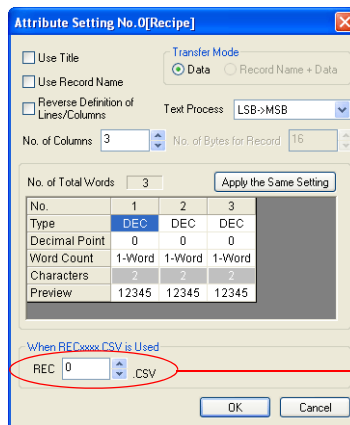 Attribute Setting No.0[Recipe]
Use Title
Transfer Mode
Data Record Name + Data
Use Record Name
Reverse Definition of
Lines/Columns
Text Process LSB->MSB
No. of Columns 3 No. of Bytes for Record 16
No. of Total Words 3 Apply the Same Setting
No. 1 2 3
Type DEC DEC DEC
Decimal Point 0 0 0
Word Count 1-Word 1-Word 1-Word
Characters 2 2 2
Preview 12345 12345 12345
When RECxxxx.CSV is Used
REC 0 .CSV
OK Cancel